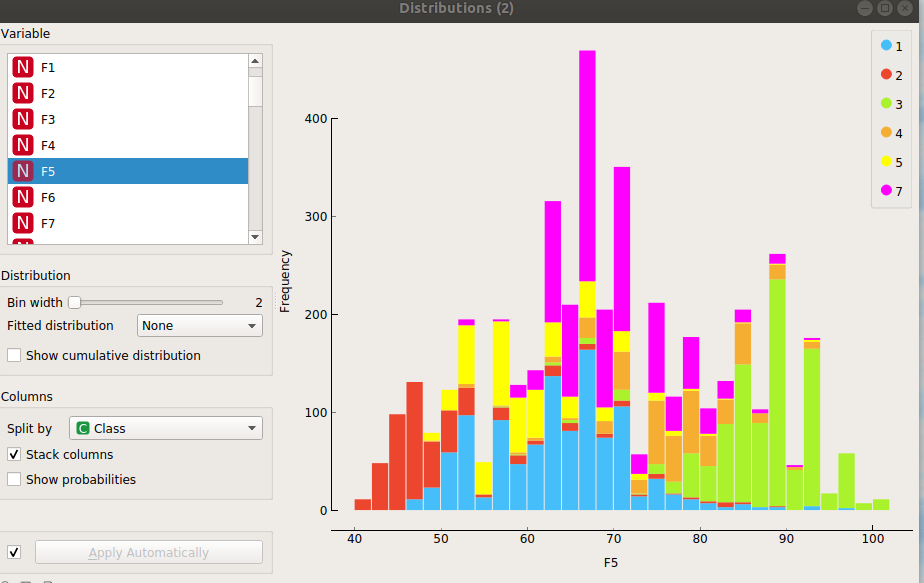 Distributions (2)
Variable
N F1
N F2
N F3
N F4
N F5
N F6
N F7
Distribution
Bin width 2
Fitted distribution None
Show cumulative distribution
Columns
Split by C Class
Stack columns
Show probabilities
Apply Automatically
Frequency
400
300
200
100
0
40 50 60 70 80 90 100
F5
1
2
3
4
5
7